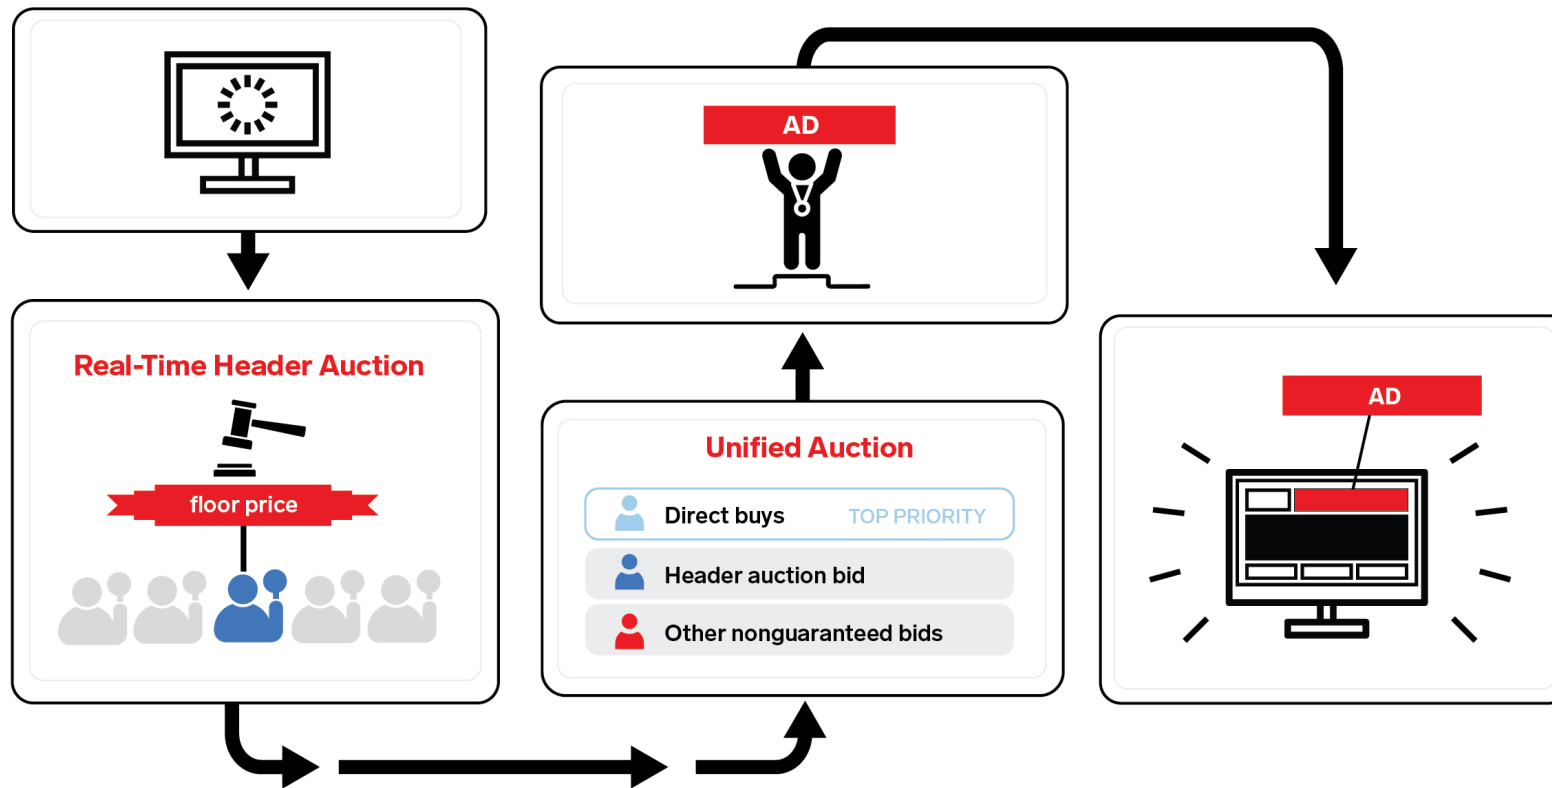 Real-Time Header Auction
floor price
Unified Auction
Direct buys TOP PRIORITY
Header auction bid
Other nonguaranteed bids
AD
AD